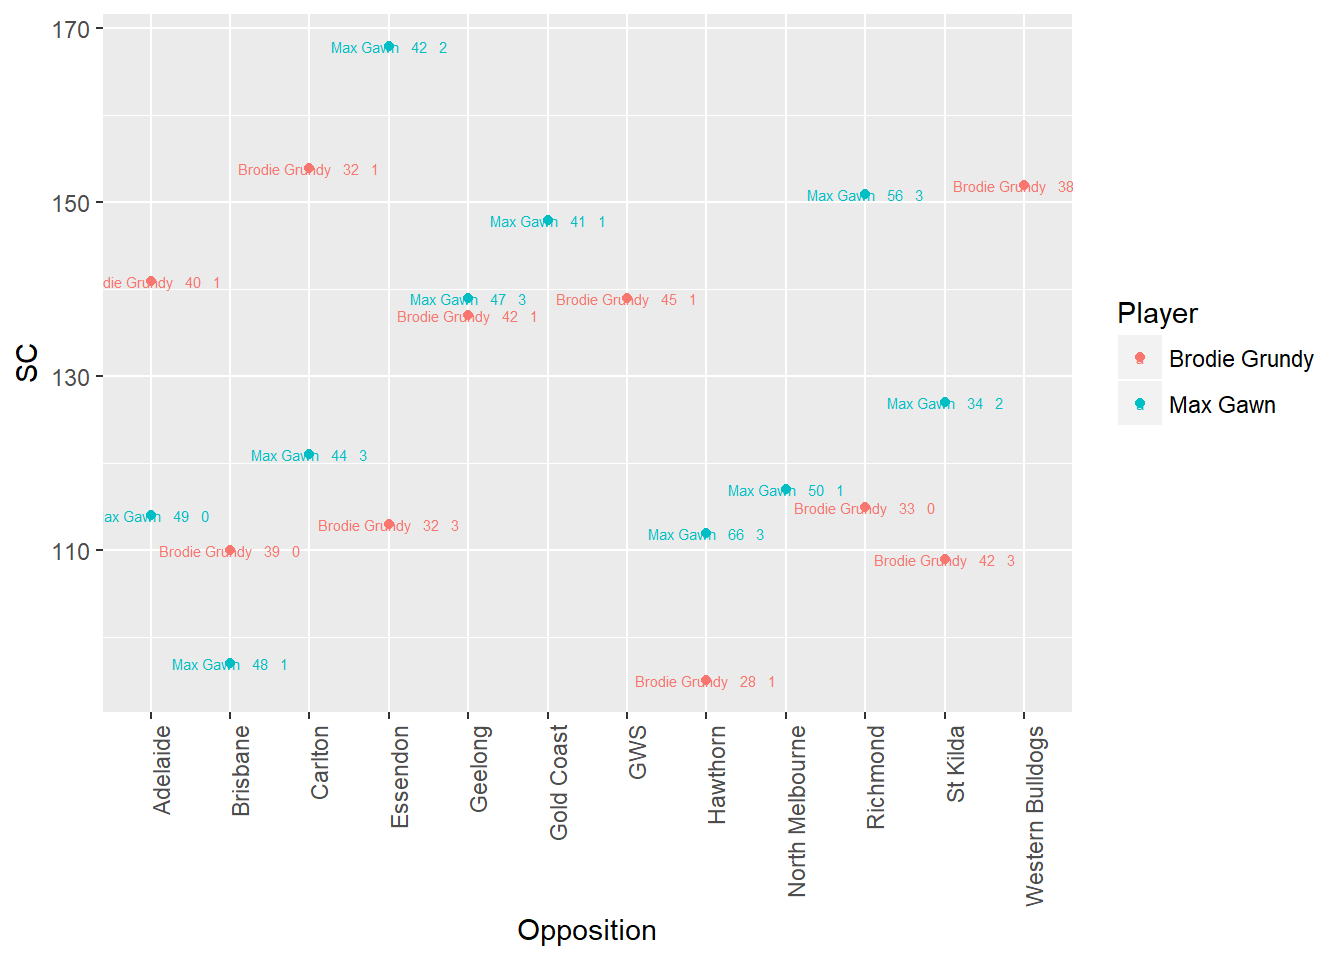 170
Max Gawn 42 2
Brodie Grundy 32 1
Brodie Grundy 38
Max Gawn 56 3
150
Max Gawn 41 1
die Grundy 40 1
Max Gawn 47 3
Brodie Grundy 45 1
Brodie Grundy 42 1
Player
Brodie Grundy
Max Gawn
SC
130
Max Gawn 34 2
Max Gawn 44 3
Max Gawn 50 1
Brodie Grundy 33 0
ax Gawn 49 0
Brodie Grundy 32 3
Max Gawn 66 3
110
Brodie Grundy 39 0
Brodie Grundy 42 3
Max Gawn 48 1
Brodie Grundy 28 1
Adelaide
Brisbane
Carlton
Essendon
Geelong
Gold Coast
GWS
Hawthorn
North Melbourne
Richmond
St Kilda
Western Bulldogs
Opposition